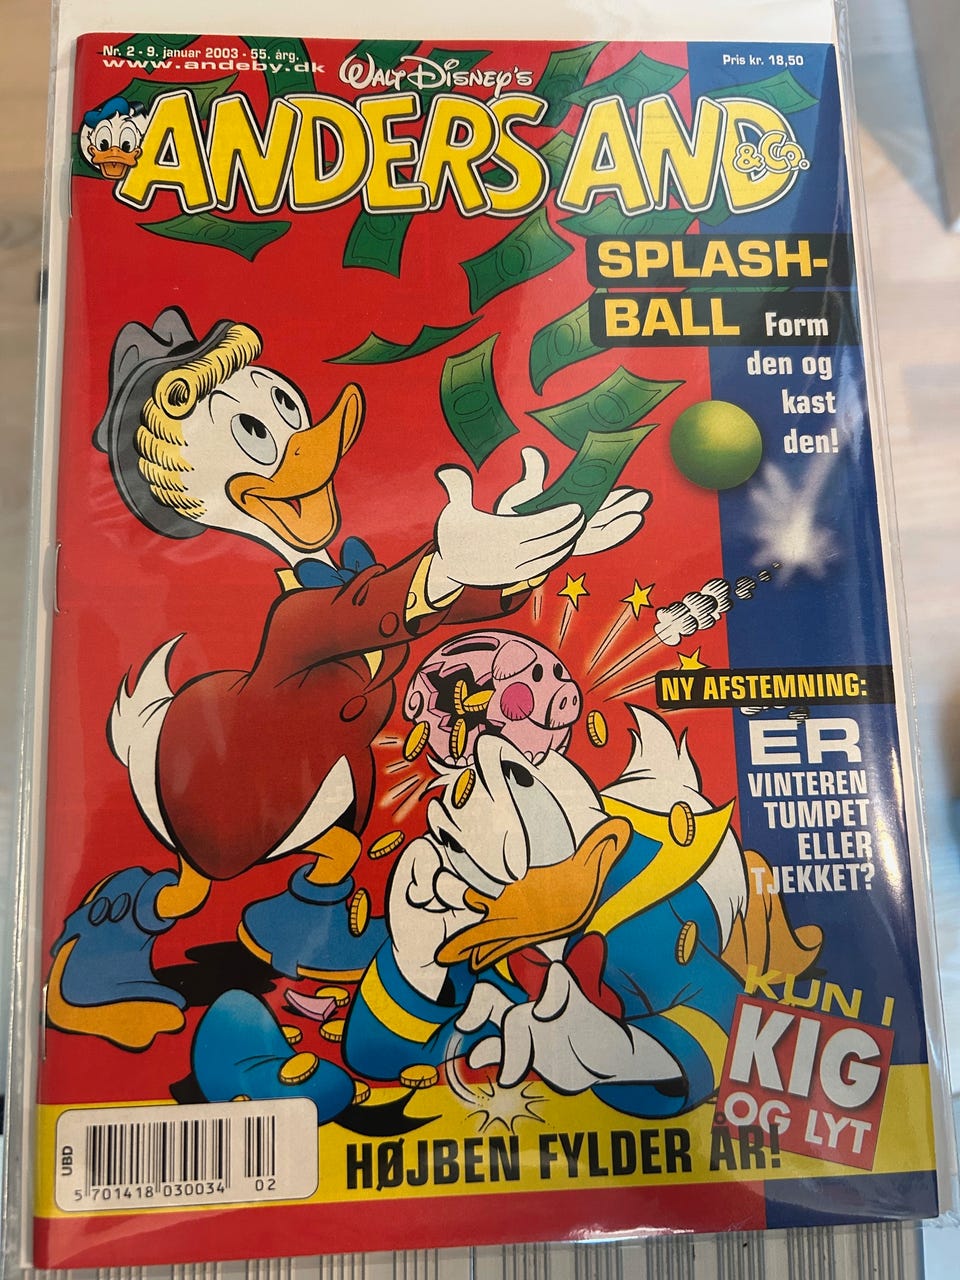 Nr. 2 - 9. januar 2003 - 55. årg.
www.andeby.dk
Walt Disney's
Pris kr. 18,50
ANDERS AND
& Co.
SPLASH-
BALL Form
den og
kast
den!
NY AFSTEMNING:
ER
VINTEREN
TUMPET
ELLER
TJEKKET?
KUN I
KIG
OG LYT
HØJBEN FYLDER ÅR!
UBD
5 701418 030034 02